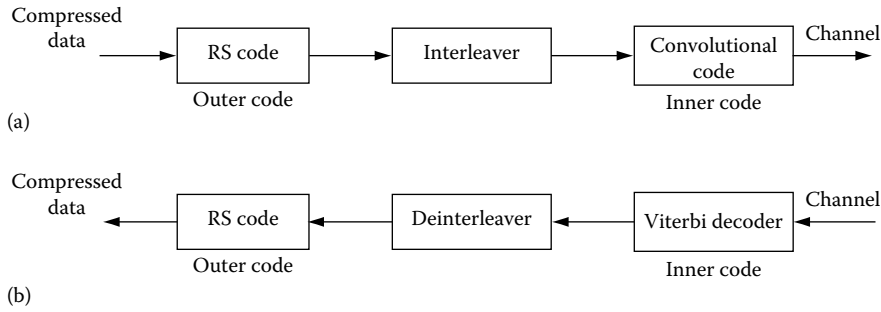 Compressed
data
RS code
Outer code
Interleaver
Convolutional
code
Inner code
Channel
(a)
Compressed
data
RS code
Outer code
Deinterleaver
Viterbi decoder
Inner code
Channel
(b)